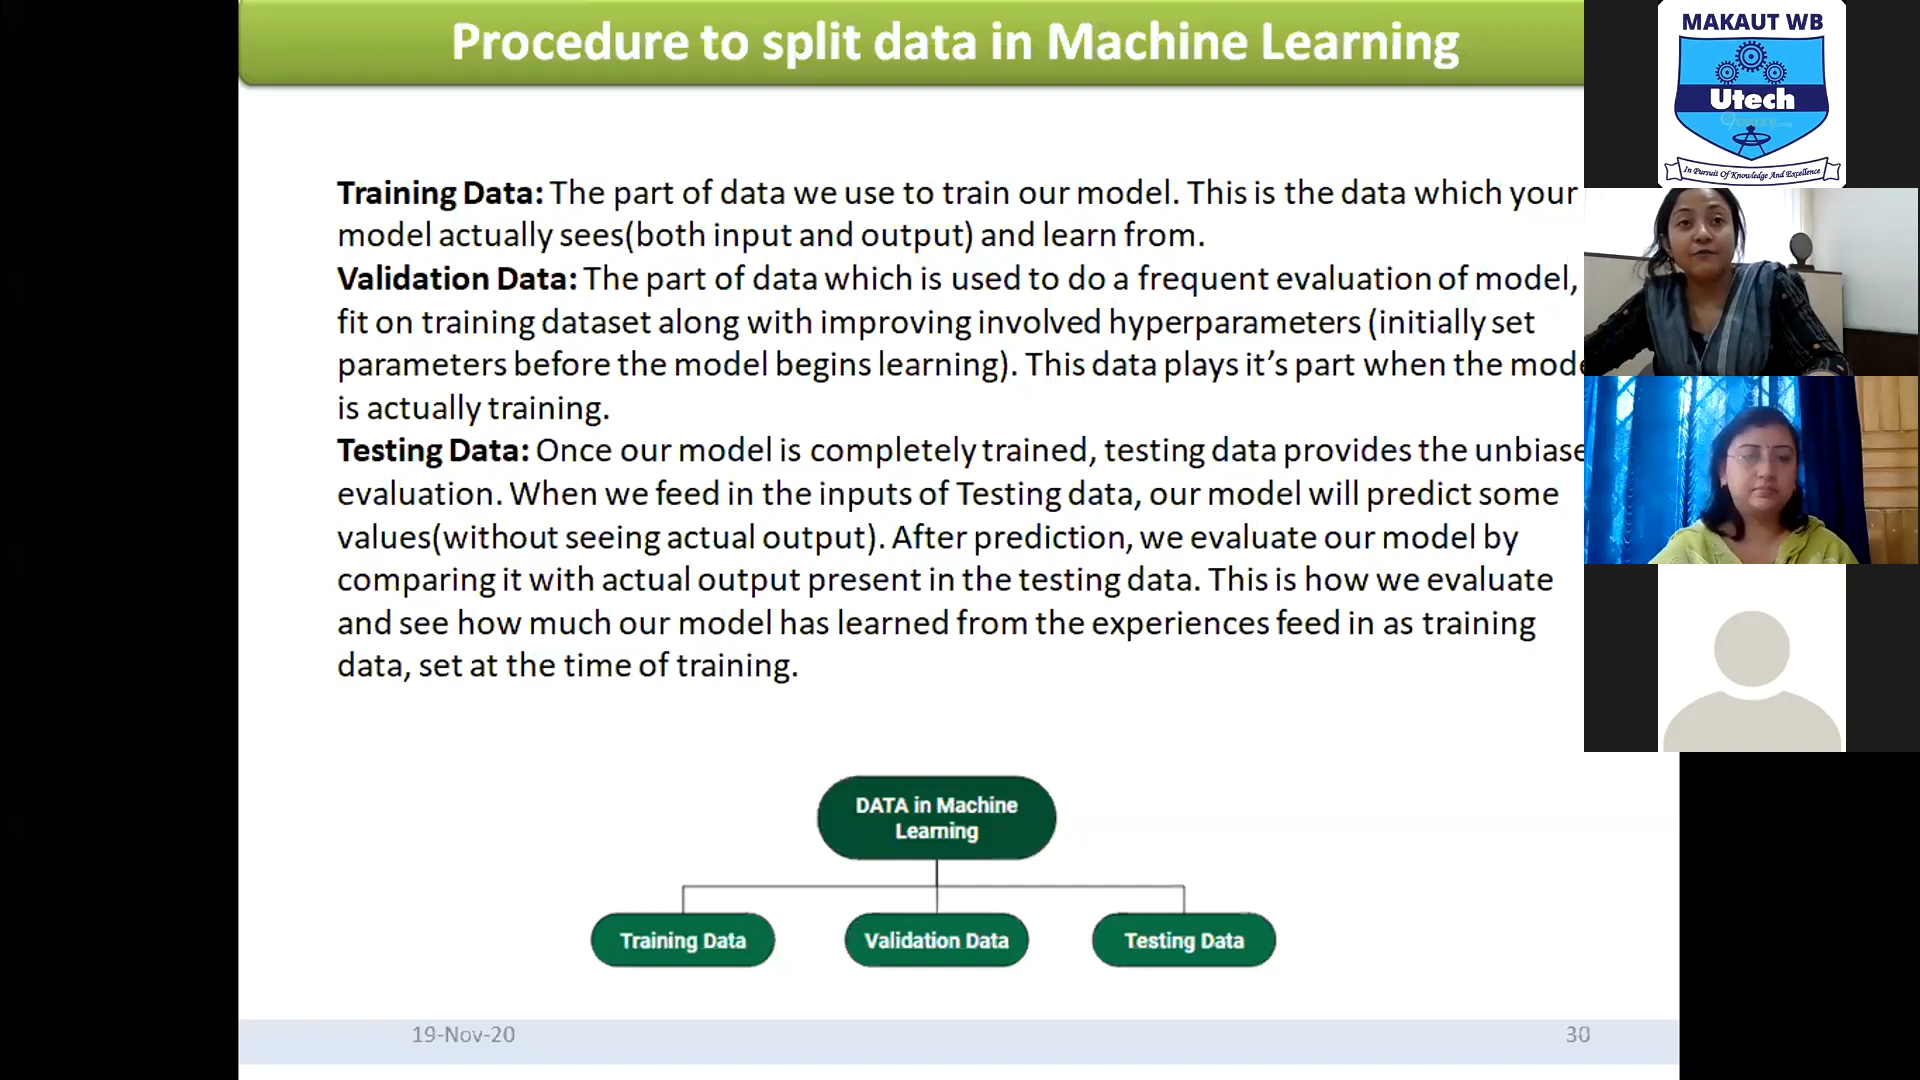 Procedure to split data in Machine Learning
MAKAUT WB
Utech
In Pursuit Of Knowledge And Excellence
Training Data: The part of data we use to train our model. This is the data which your
model actually sees(both input and output) and learn from.
Validation Data: The part of data which is used to do a frequent evaluation of model,
fit on training dataset along with improving involved hyperparameters (initially set
parameters before the model begins learning). This data plays it’s part when the mode
is actually training.
Testing Data: Once our model is completely trained, testing data provides the unbiase
evaluation. When we feed in the inputs of Testing data, our model will predict some
values(without seeing actual output). After prediction, we evaluate our model by
comparing it with actual output present in the testing data. This is how we evaluate
and see how much our model has learned from the experiences feed in as training
data, set at the time of training.
DATA in Machine
Learning
Training Data
Validation Data
Testing Data
19-Nov-20
30